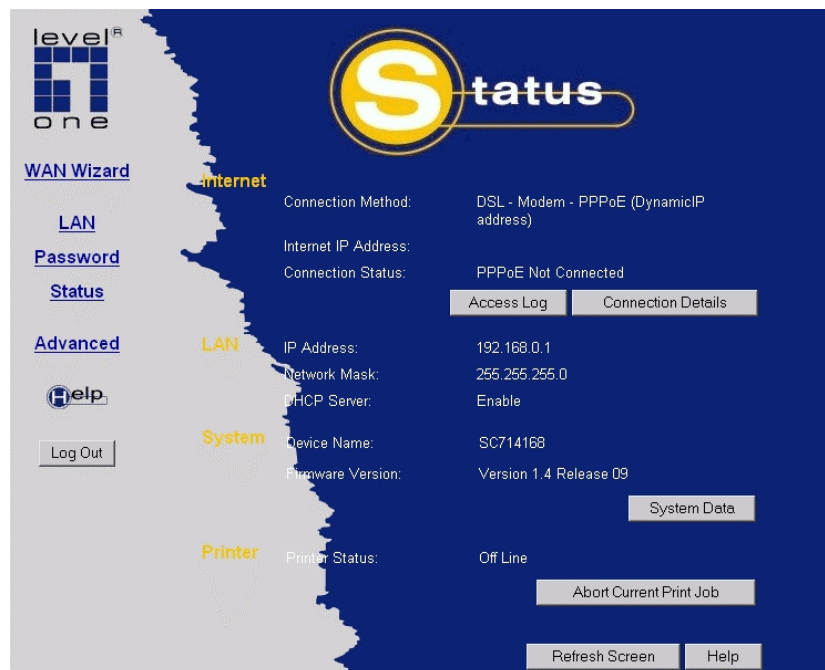 level®
one
Status
WAN Wizard
LAN
Password
Status
Advanced
Help
Log Out
Internet
Connection Method: DSL - Modem - PPPoE (DynamicIP
address)
Internet IP Address:
Connection Status: PPPoE Not Connected
Access Log Connection Details
LAN
IP Address: 192.168.0.1
Network Mask: 255.255.255.0
DHCP Server: Enable
System
Device Name: SC714168
Firmware Version: Version 1.4 Release 09
System Data
Printer
Printer Status: Off Line
Abort Current Print Job
Refresh Screen Help